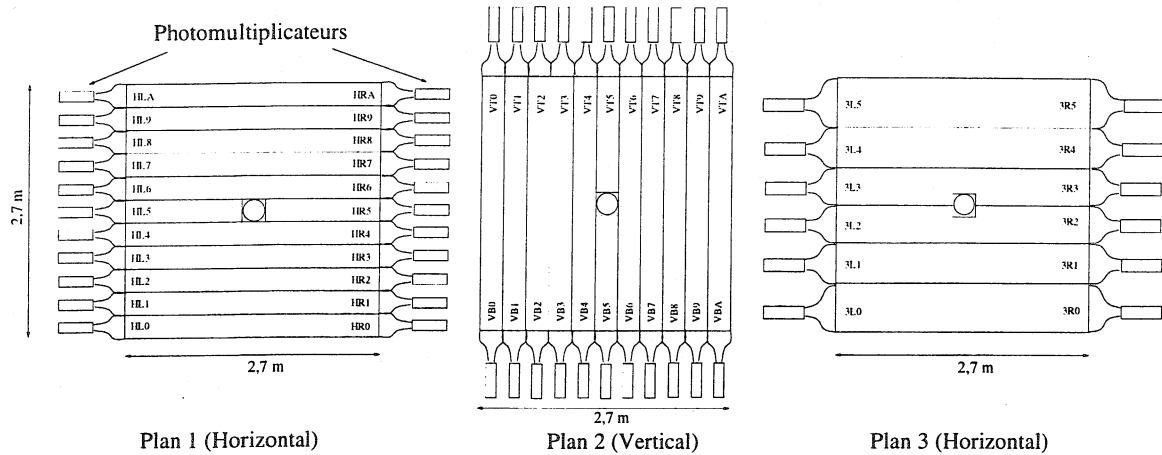 Photomultiplicateurs
HLA HRA
HL9 HR9
HL8 HR8
HL7 HR7
HL6 HR6
HL5 HR5
HL4 HR4
HL3 HR3
HL2 HR2
HL1 HR1
HL0 HR0
2,7 m
2,7 m
Plan 1 (Horizontal)
VT0 VT1 VT2 VT3 VT4 VT5 VT6 VT7 VT8 VT9 VTA
VB0 VB1 VB2 VB3 VB4 VB5 VB6 VB7 VB8 VB9 VBA
2,7 m
Plan 2 (Vertical)
3L5 3R5
3L4 3R4
3L3 3R3
3L2 3R2
3L1 3R1
3L0 3R0
2,7 m
Plan 3 (Horizontal)